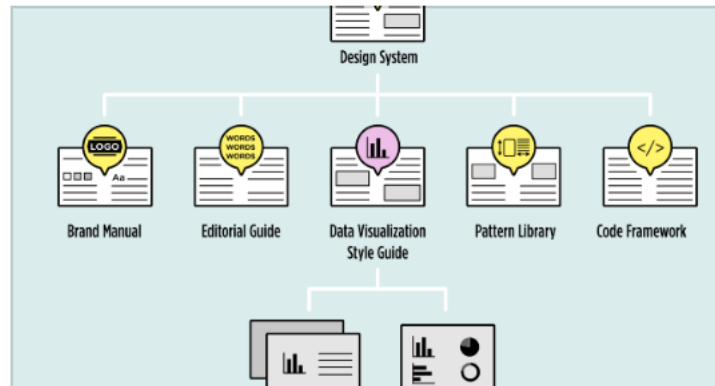 Design System
LOGO
Aa
WORDS
WORDS
WORDS
</>
Brand Manual
Editorial Guide
Data Visualization
Style Guide
Pattern Library
Code Framework